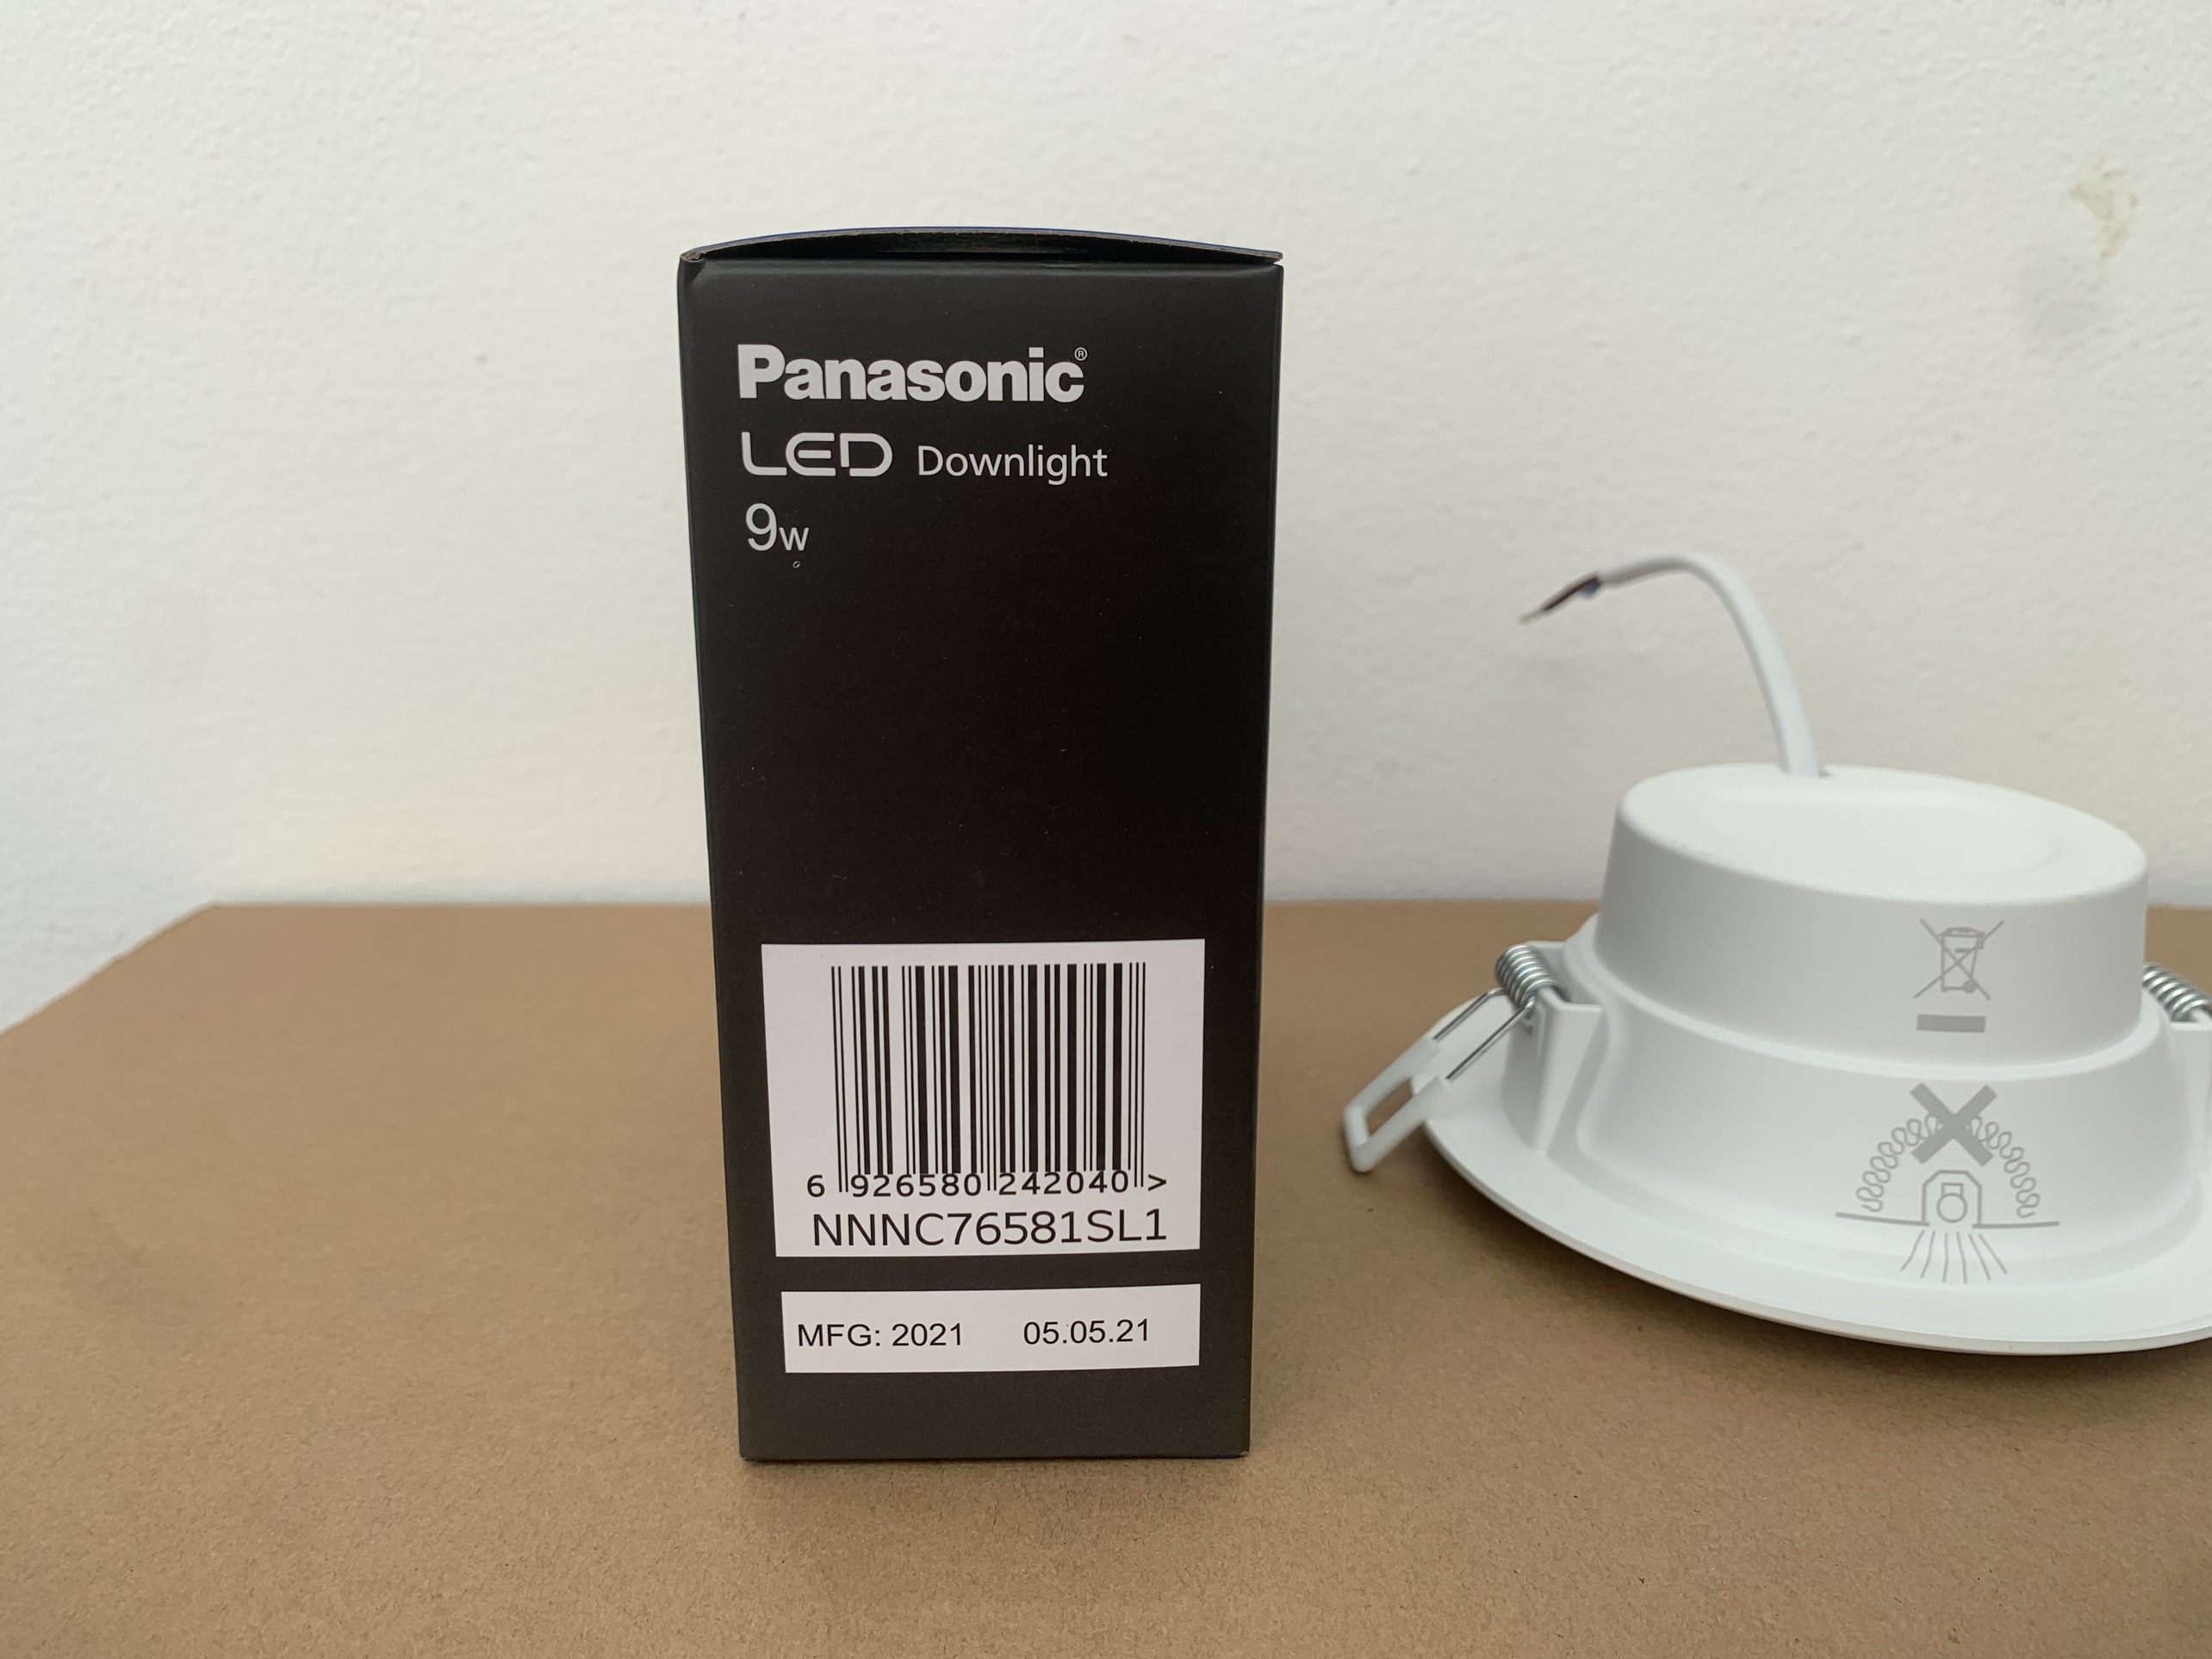 Panasonic®
LED Downlight
9w
6 926580 242040 >
NNNC76581SL1
MFG: 2021 05.05.21